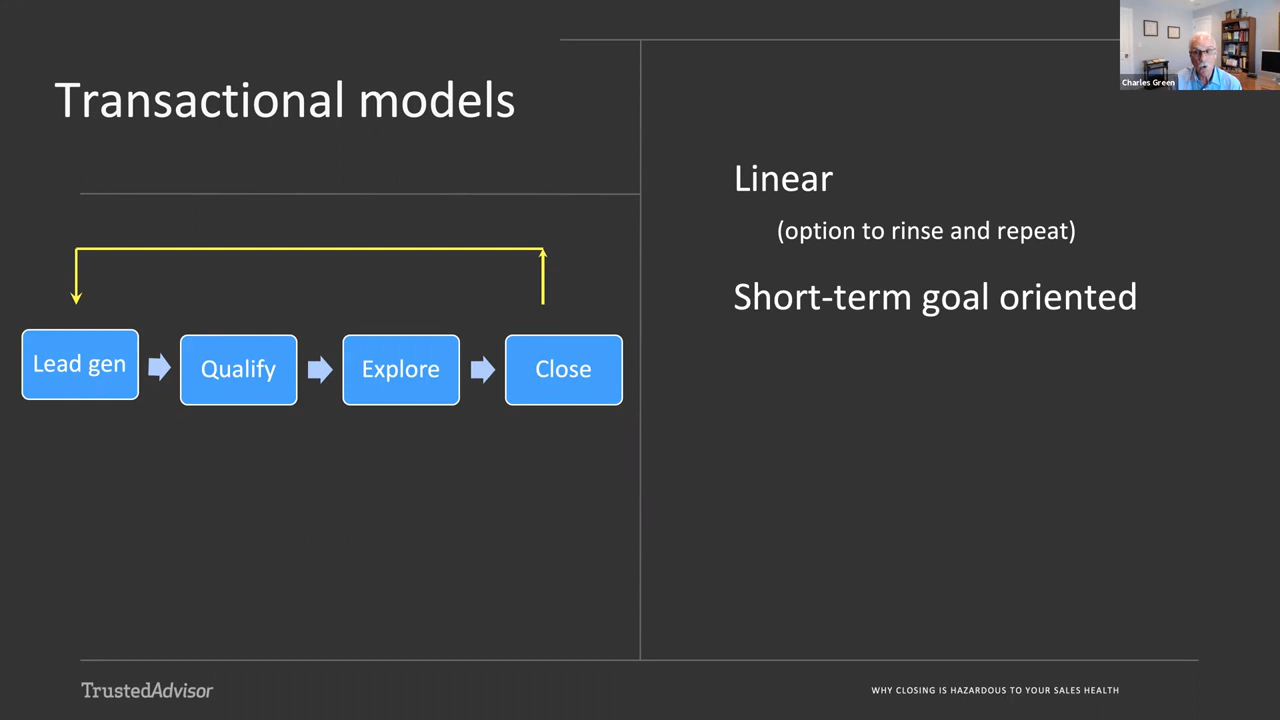 Transactional models
Charles Green
Linear
(option to rinse and repeat)
Short-term goal oriented
Lead gen
Qualify
Explore
Close
TrustedAdvisor
WHY CLOSING IS HAZARDOUS TO YOUR SALES HEALTH